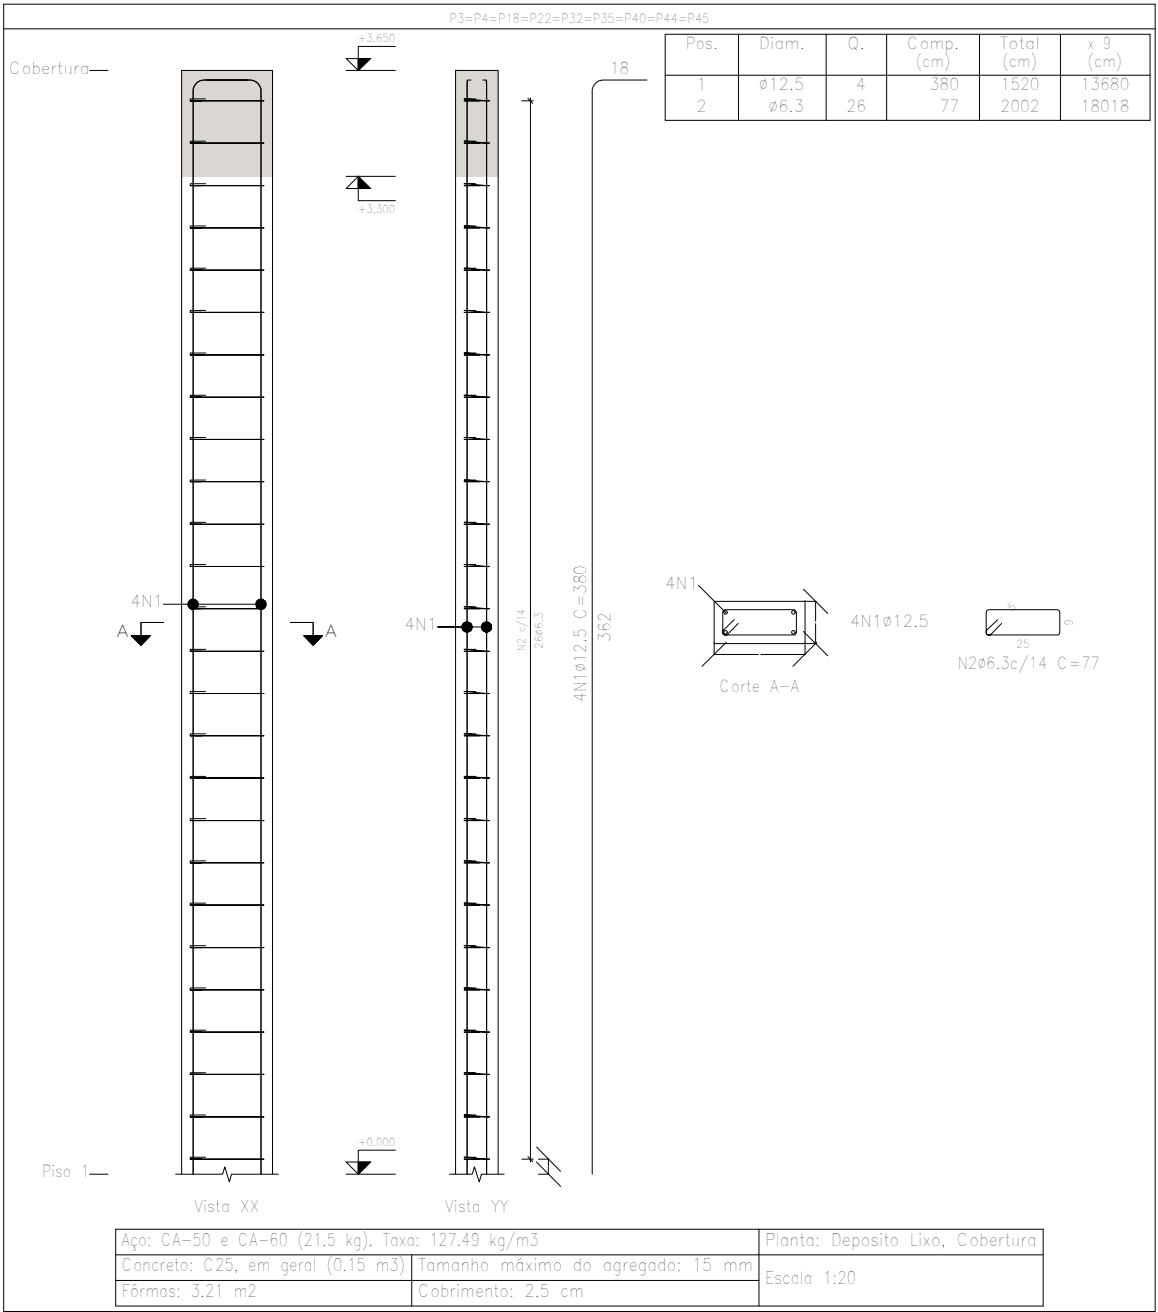 P3=P4=P18=P22=P32=P35=P40=P44=P45
Pos. Diam. Q. Comp. (cm) Total (cm) x 9 (cm)
1 ø12.5 4 380 1520 13680
2 ø6.3 26 77 2002 18018
+3.650
Cobertura
18
+3.300
4N1
A A
4N1
N2 c/14
26ø6.3
4N1ø12.5 C=380
362
4N1
4N1ø12.5
Corte A-A
5
9
25
N2ø6.3c/14 C=77
+0.000
Piso 1
Vista XX
Vista YY
Aço: CA-50 e CA-60 (21.5 kg). Taxa: 127.49 kg/m3
Planta: Deposito Lixo, Cobertura
Concreto: C25, em geral (0.15 m3)
Tamanho máximo do agregado: 15 mm
Escala 1:20
Fôrmas: 3.21 m2
Cobrimento: 2.5 cm